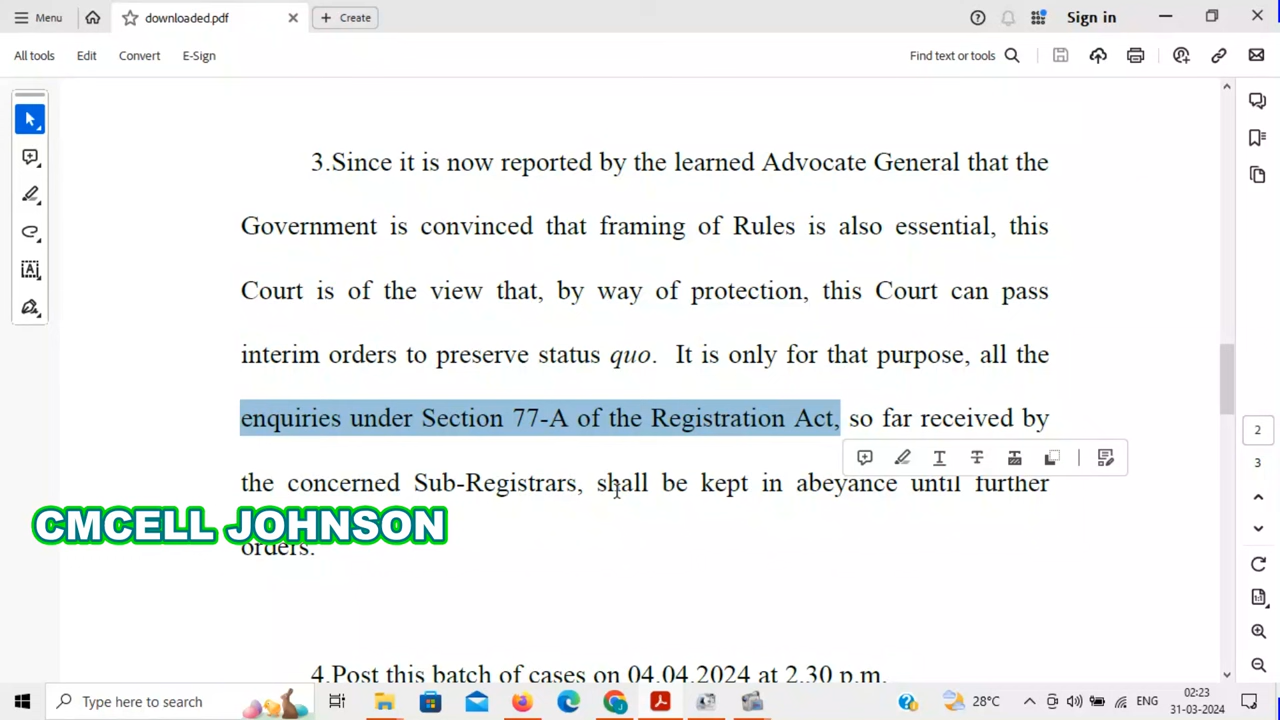 Menu
downloaded.pdf
Create
Sign in
All tools
Edit
Convert
E-Sign
Find text or tools
3.Since it is now reported by the learned Advocate General that the
Government is convinced that framing of Rules is also essential, this
Court is of the view that, by way of protection, this Court can pass
interim orders to preserve status quo. It is only for that purpose, all the
enquiries under Section 77-A of the Registration Act, so far received by
the concerned Sub-Registrars, shall be kept in abeyance until further
orders.
CMCELL JOHNSON
4.Post this batch of cases on 04.04.2024 at 2.30 p.m.
2
3
Type here to search
28°C
ENG
02:23
31-03-2024